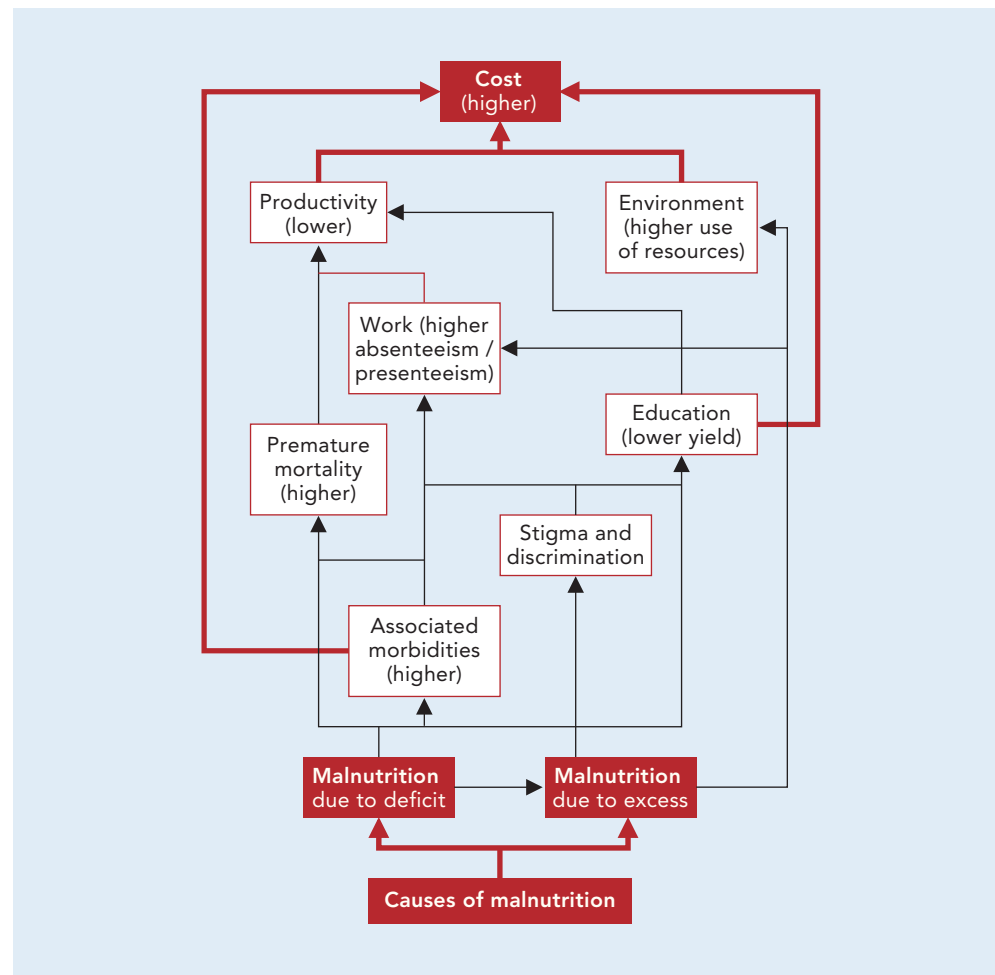 Cost
(higher)
Productivity
(lower)
Environment
(higher use
of resources)
Work (higher
absenteeism /
presenteeism)
Education
(lower yield)
Premature
mortality
(higher)
Stigma and
discrimination
Associated
morbidities
(higher)
Malnutrition
due to deficit
Malnutrition
due to excess
Causes of malnutrition